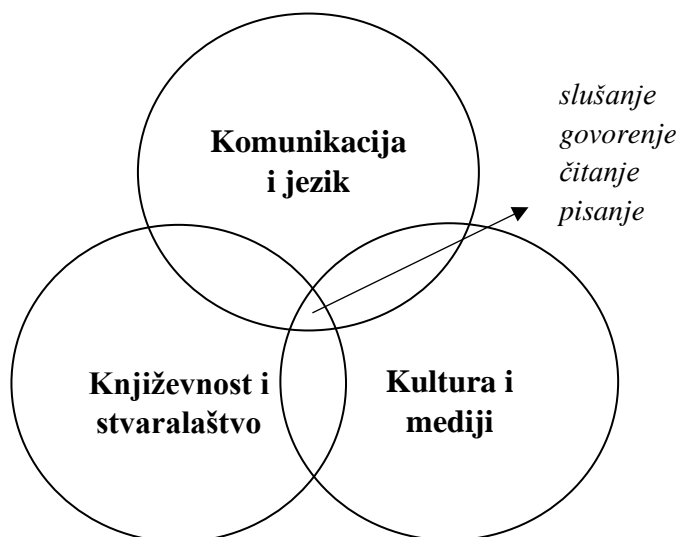 slušanje
govorenje
čitanje
pisanje
Komunikacija
i jezik
Književnost i
stvaralaštvo
Kultura i
mediji